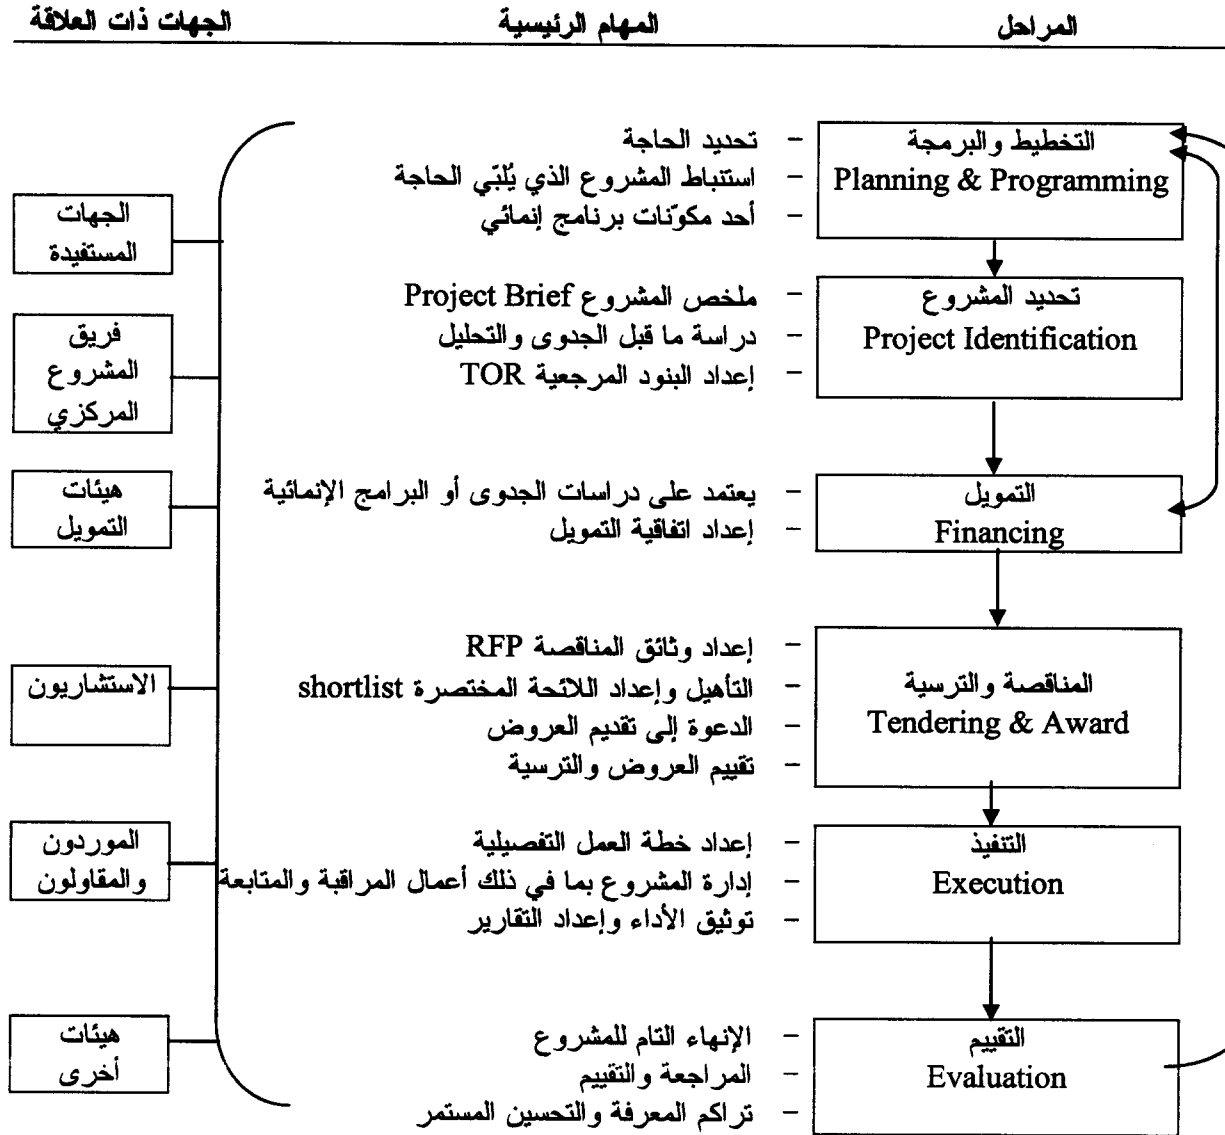 المراحل
المهام الرئيسية
الجهات ذات العلاقة
التخطيط والبرمجة
Planning & Programming
– تحديد الحاجة
– استنباط المشروع الذي يُلبّي الحاجة
– أحد مكوّنات برنامج إنمائي
تحديد المشروع
Project Identification
– ملخص المشروع Project Brief
– دراسة ما قبل الجدوى والتحليل
– إعداد البنود المرجعية TOR
التمويل
Financing
– يعتمد على دراسات الجدوى أو البرامج الإنمائية
– إعداد اتفاقية التمويل
المناقصة والترسية
Tendering & Award
– إعداد وثائق المناقصة RFP
– التأهيل وإعداد اللائحة المختصرة shortlist
– الدعوة إلى تقديم العروض
– تقييم العروض والترسية
التنفيذ
Execution
– إعداد خطة العمل التفصيلية
– إدارة المشروع بما في ذلك أعمال المراقبة والمتابعة
– توثيق الأداء وإعداد التقارير
التقييم
Evaluation
– الإنهاء التام للمشروع
– المراجعة والتقييم
– تراكم المعرفة والتحسين المستمر
الجهات
المستفيدة
فريق
المشروع
المركزي
هيئات
التمويل
الاستشاريون
الموردون
والمقاولون
هيئات
أخرى